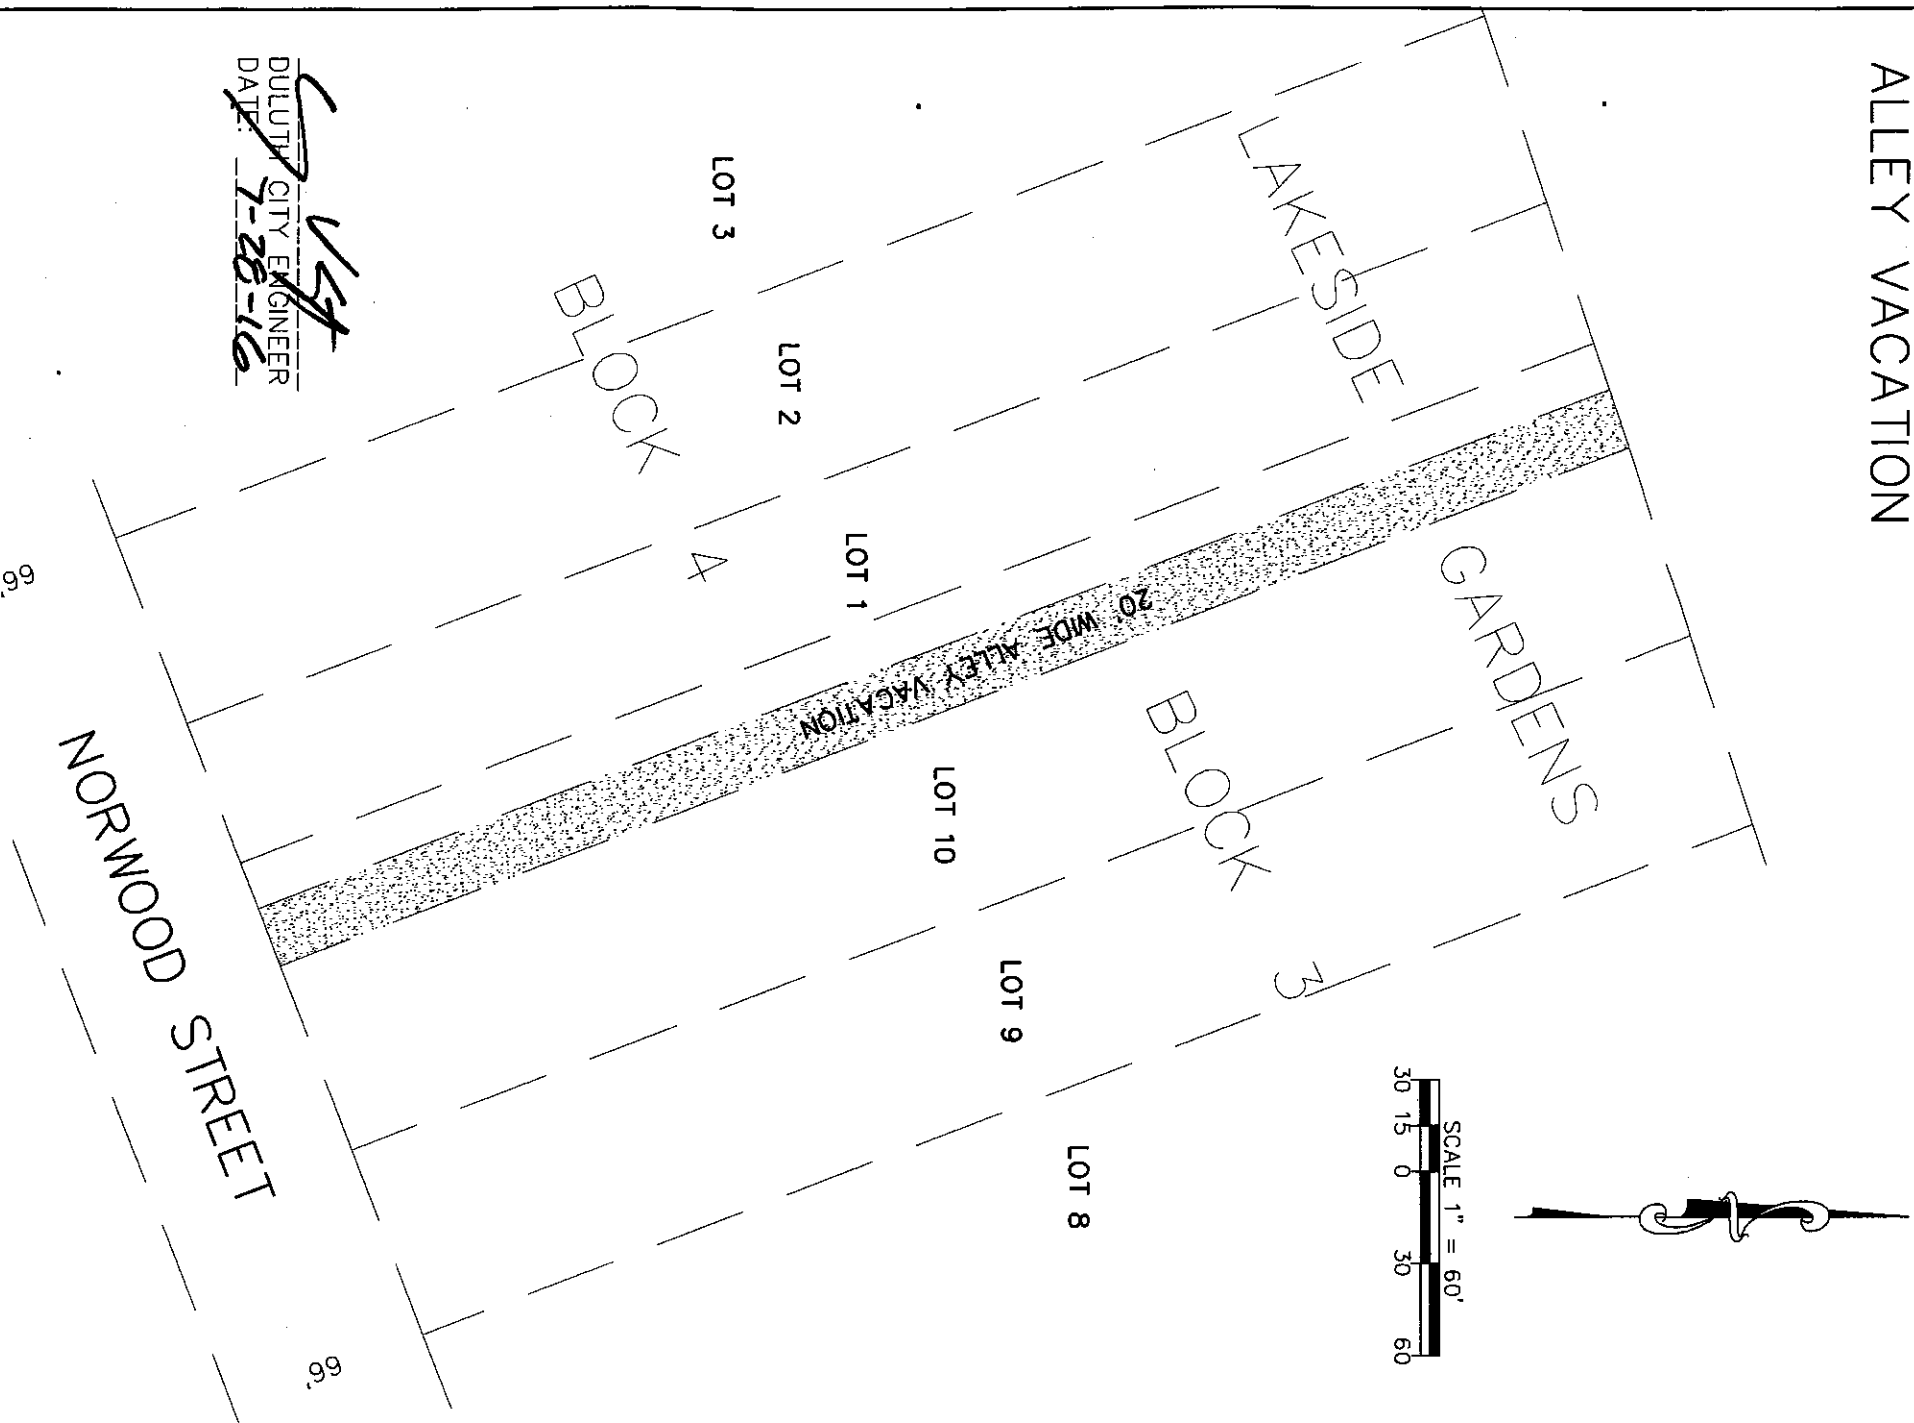 ALLEY VACATION
LAKESIDE
GARDENS
LOT 3
LOT 2
LOT 1
BLOCK
4
20' WIDE ALLEY VACATION
LOT 10
LOT 9
LOT 8
BLOCK
3
SCALE 1" = 60'
30 15 0 30 60
NORWOOD STREET
66'
66'
DULUTH CITY ENGINEER
DATE: 7-28-16